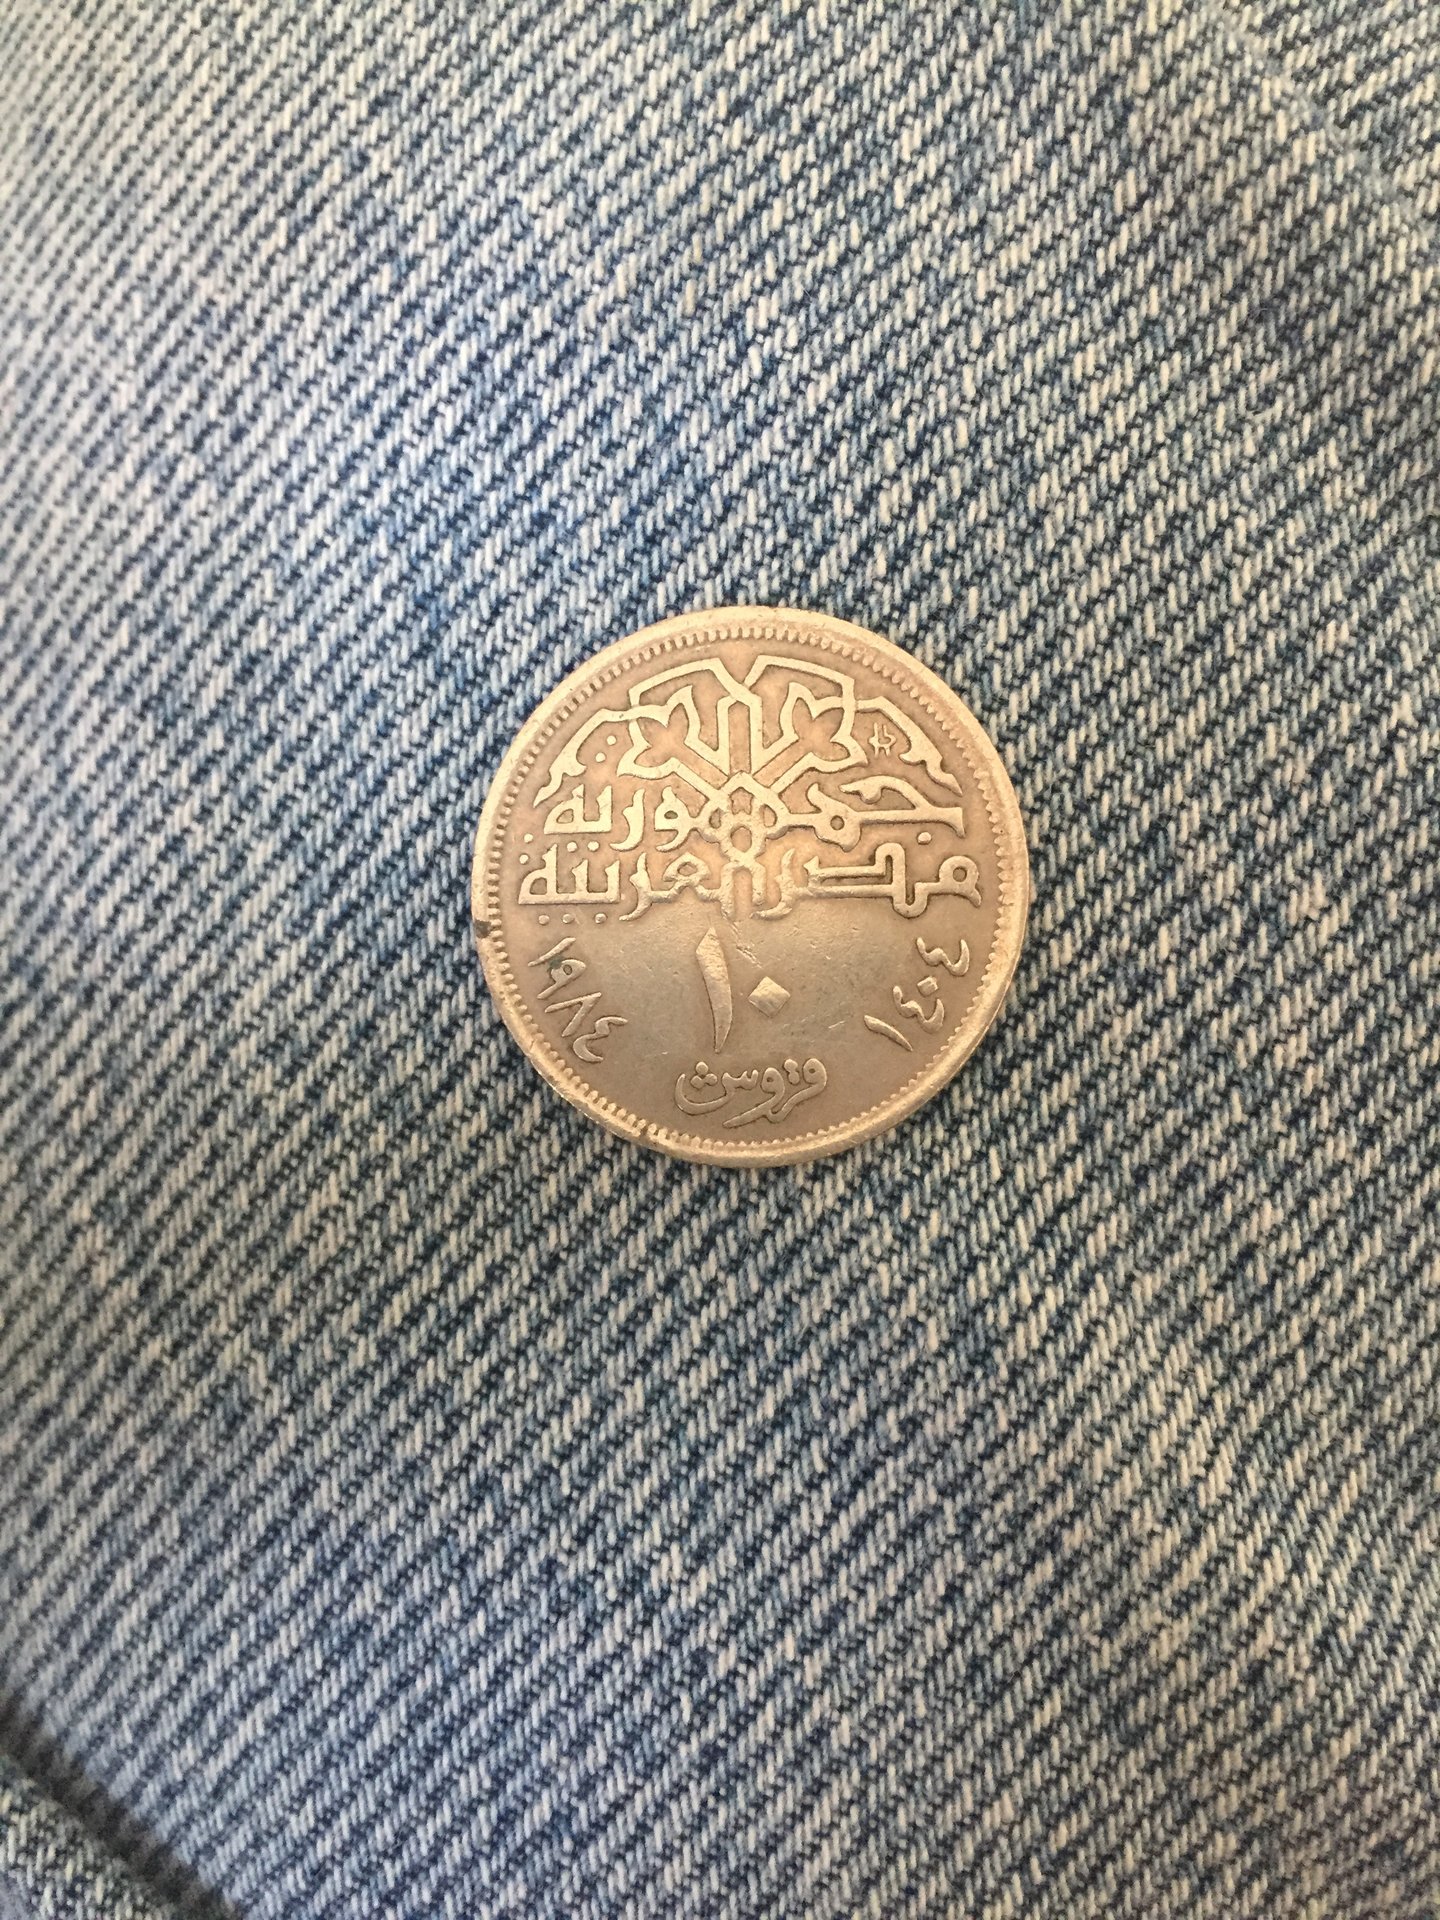 جمهورية
مصر العربية
١٩٨٤
١٠
١٤٠٤
قروش